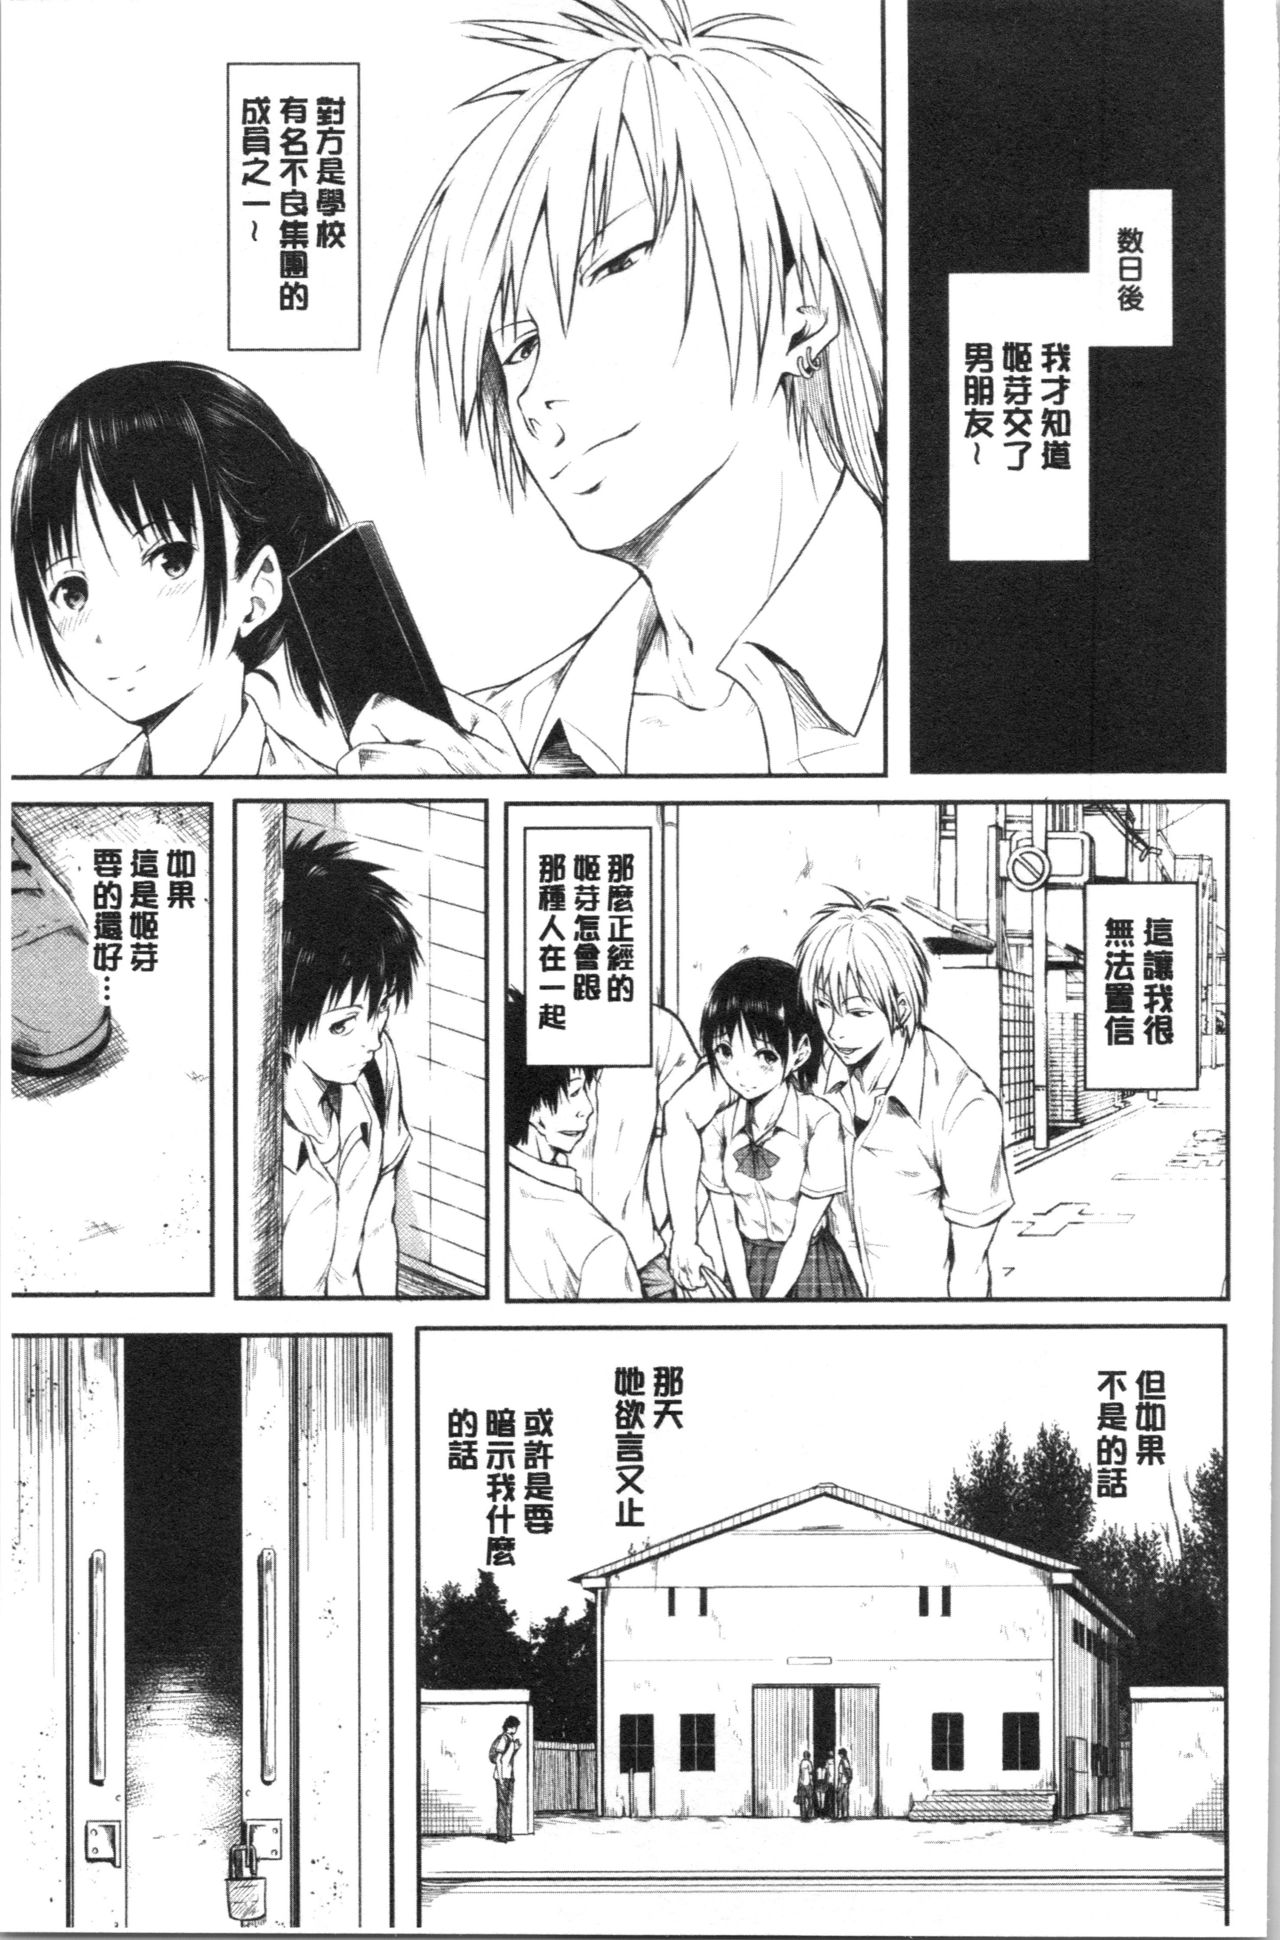 数日後
我才知道
姬芽交了
男朋友~
對方是學校
有名不良集團的
成員之一~
這讓我很
無法置信
那麼正經的
姬芽怎會跟
那種人在一起
如果
這是姬芽
要的還好…
但如果
不是的話
那天
她欲言又止
或許是要
暗示我什麼
的話